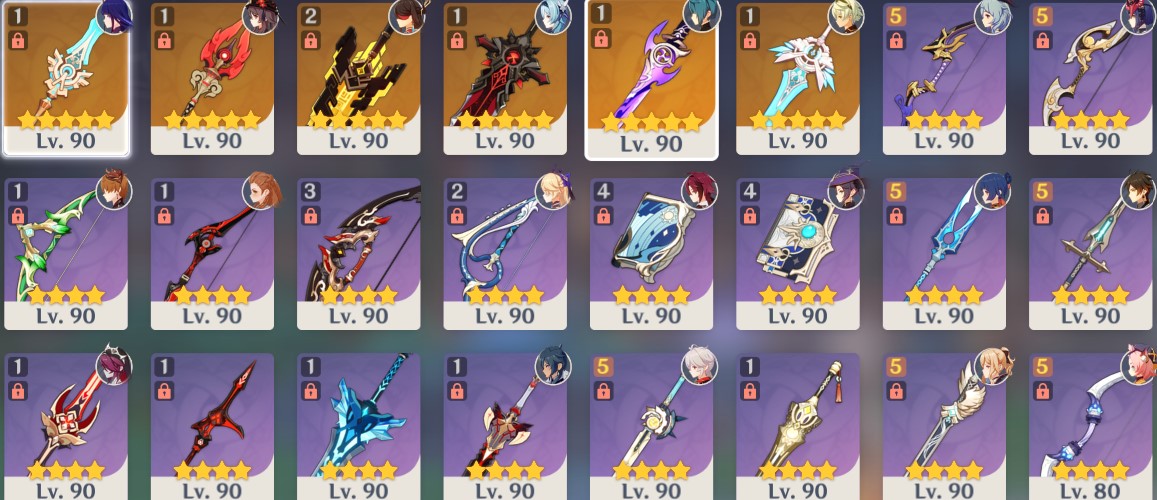 1 1 2 1 1 1 5 5
Lv. 90 Lv. 90 Lv. 90 Lv. 90 Lv. 90 Lv. 90 Lv. 90 Lv. 90
1 1 3 2 4 4 5 5
Lv. 90 Lv. 90 Lv. 90 Lv. 90 Lv. 90 Lv. 90 Lv. 90 Lv. 90
1 1 1 1 5 1 5 5
Lv. 90 Lv. 90 Lv. 90 Lv. 90 Lv. 90 Lv. 90 Lv. 90 Lv. 80